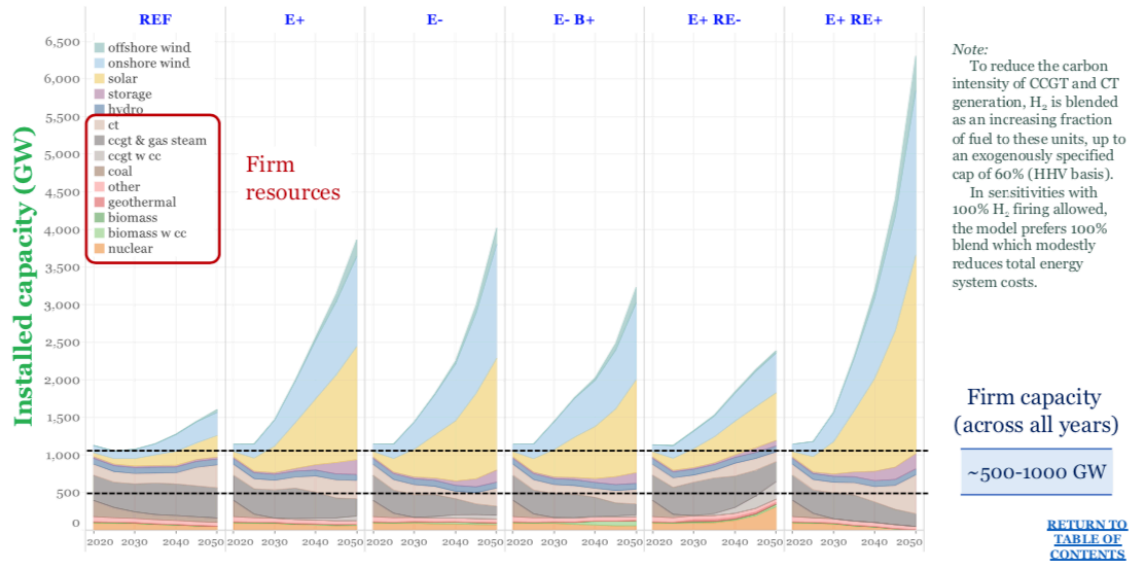 REF
E+
E-
E- B+
E+ RE-
E+ RE+
Installed capacity (GW)
6,500
6,000
5,500
5,000
4,500
4,000
3,500
3,000
2,500
2,000
1,500
1,000
500
0
offshore wind
onshore wind
solar
storage
hydro
ct
ccgt & gas steam
ccgt w cc
coal
other
geothermal
biomass
biomass w cc
nuclear
Firm
resources
2020 2030 2040 2050
2020 2030 2040 2050
2020 2030 2040 2050
2020 2030 2040 2050
2020 2030 2040 2050
2020 2030 2040 2050
Note:
To reduce the carbon
intensity of CCGT and CT
generation, H₂ is blended
as an increasing fraction
of fuel to these units, up to
an exogenously specified
cap of 60% (HHV basis).
In sensitivities with
100% H₂ firing allowed,
the model prefers 100%
blend which modestly
reduces total energy
system costs.
Firm capacity
(across all years)
~500-1000 GW
RETURN TO
TABLE OF
CONTENTS